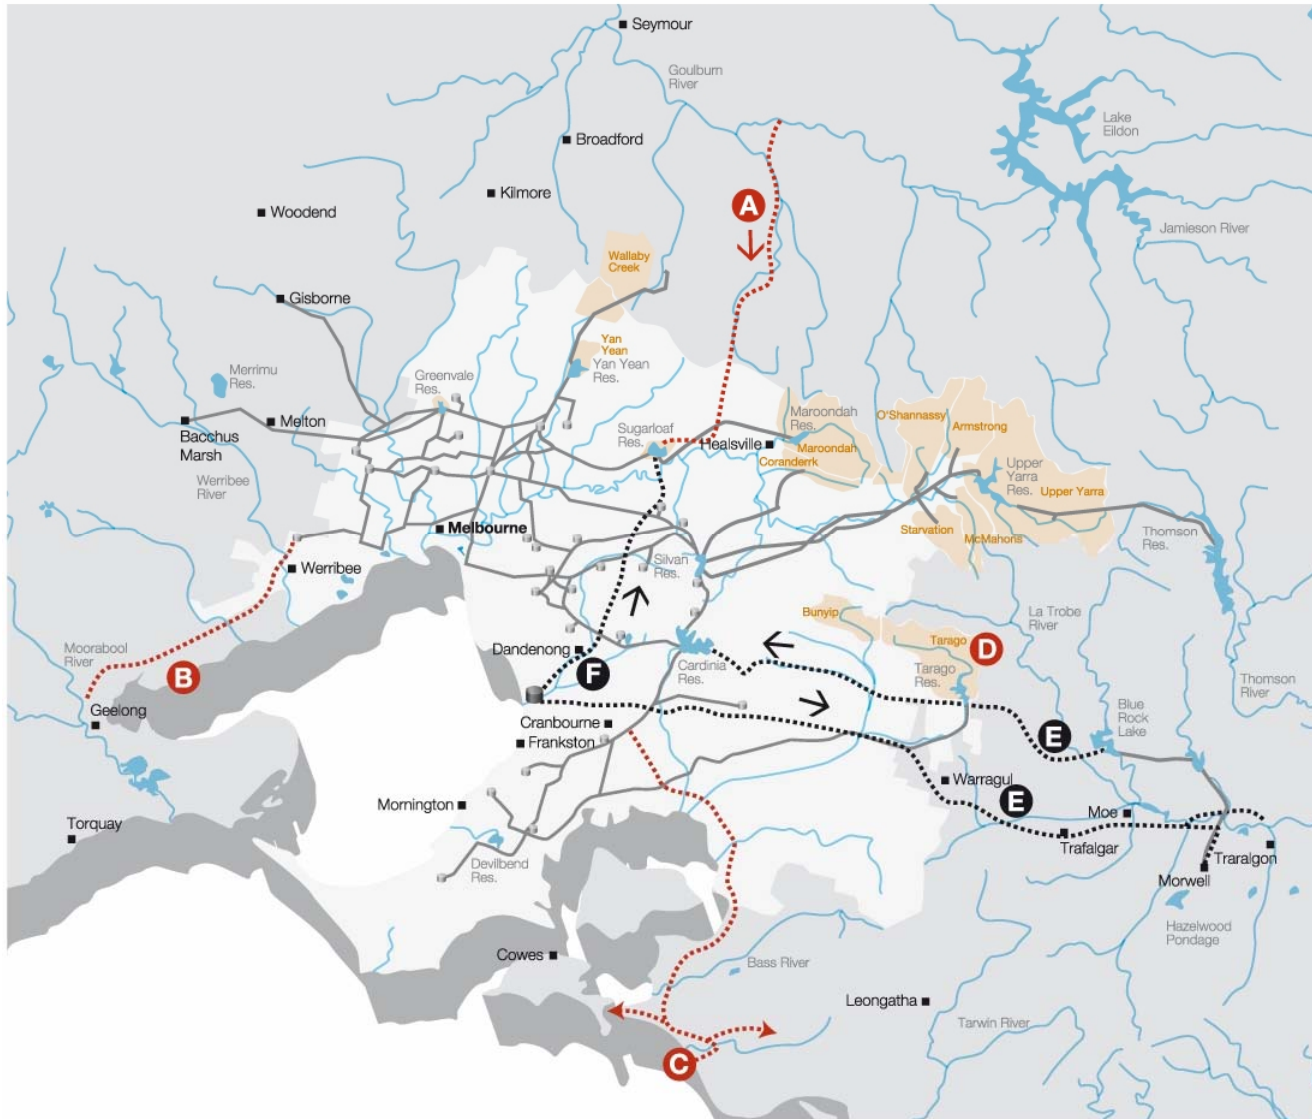 Seymour
Goulburn
River
Lake
Eildon
Broadford
Kilmore
A
Woodend
Jamieson River
Wallaby
Creek
Gisborne
Yan
Yean
Yan Yean
Res.
Merrimu
Res.
Greenvale
Res.
Melton
Bacchus
Marsh
Sugarloaf
Res.
Maroondah
Res.
Healsville
Maroondah
Coranderrk
O'Shannassy
Armstrong
Upper
Yarra
Res.
Upper Yarra
Werribee
River
Melbourne
Starvation
McMahons
Thomson
Res.
Werribee
Silvan
Res.
Bunyip
La Trobe
River
Moorabool
River
B
Dandenong
F
Cardinia
Res.
Tarago
D
Tarago
Res.
Thomson
River
Geelong
Cranbourne
Frankston
Blue
Rock
Lake
E
Warragul
E
Mornington
Moe
Torquay
Trafalgar
Traralgon
Devilbend
Res.
Morwell
Hazelwood
Pondage
Cowes
Bass River
Leongatha
Tarwin River
C